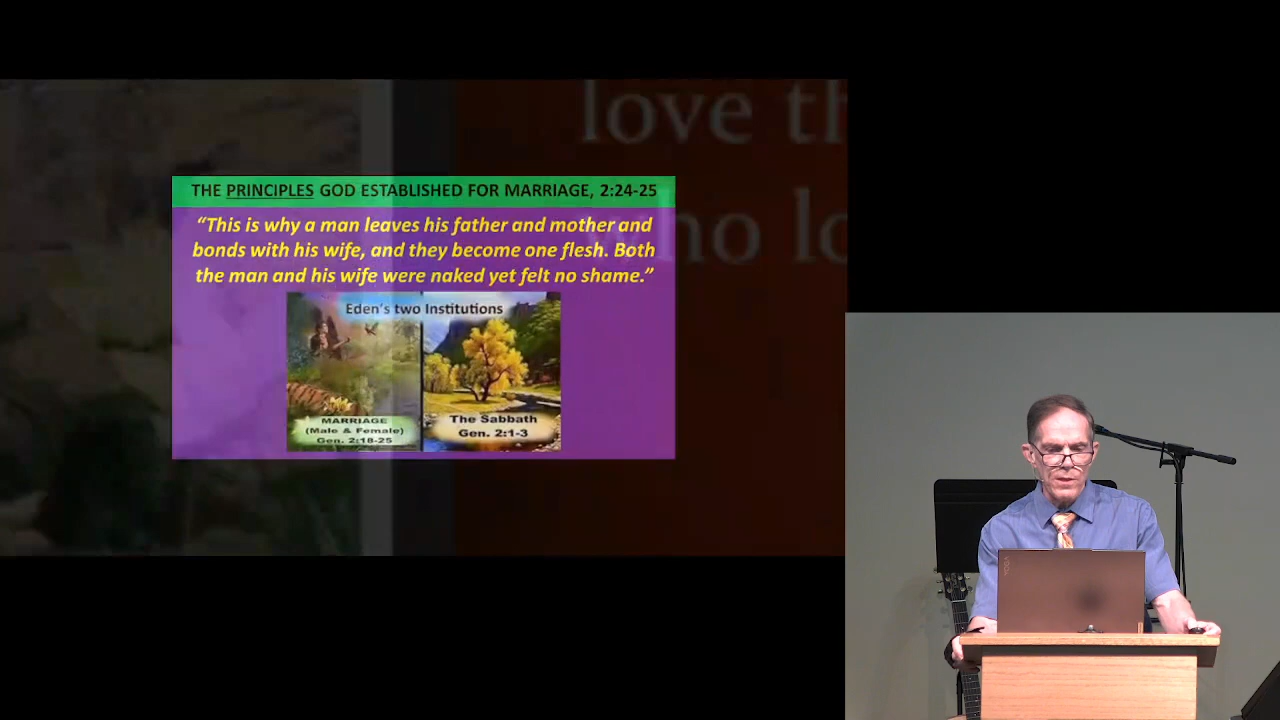 love th
who lo
THE PRINCIPLES GOD ESTABLISHED FOR MARRIAGE, 2:24-25
“This is why a man leaves his father and mother and
bonds with his wife, and they become one flesh. Both
the man and his wife were naked yet felt no shame.”
Eden's two Institutions
MARRIAGE
(Male & Female)
Gen. 2:18-25
The Sabbath
Gen. 2:1-3
YOGA